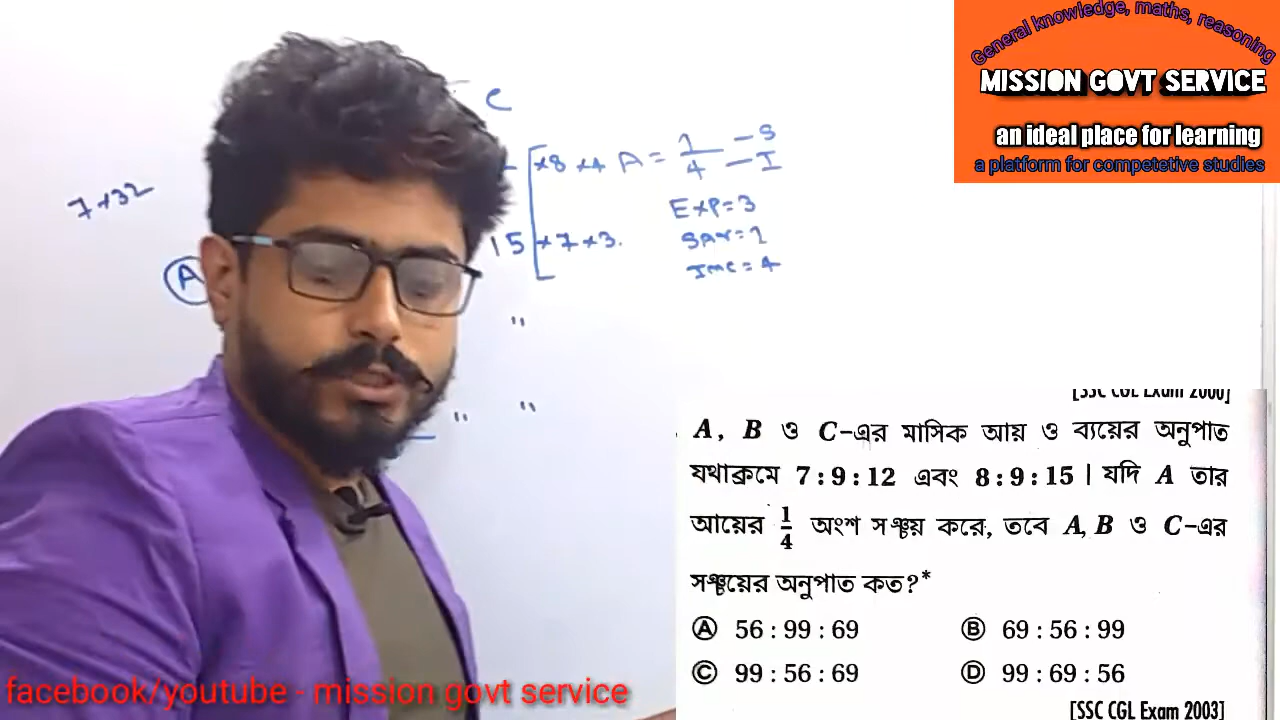 General knowledge, maths, reasoning
MISSION GOVT SERVICE
an ideal place for learning
a platform for competetive studies
c
7×32
×8 ×4 A = 1/4 – S – I
EXP=3
15 ×7 ×3.
Sav=1
Inc=4
A
"
" "
[SSC CGL Exam 2000]
A, B ও C-এর মাসিক আয় ও ব্যয়ের অনুপাত
যথাক্রমে 7 : 9 : 12 এবং 8 : 9 : 15 | যদি A তার
আয়ের 1/4 অংশ সঞ্চয় করে, তবে A, B ও C-এর
সঞ্চয়ের অনুপাত কত?*
Ⓐ 56 : 99 : 69 Ⓑ 69 : 56 : 99
Ⓒ 99 : 56 : 69 Ⓓ 99 : 69 : 56
[SSC CGL Exam 2003]
facebook/youtube - mission govt service